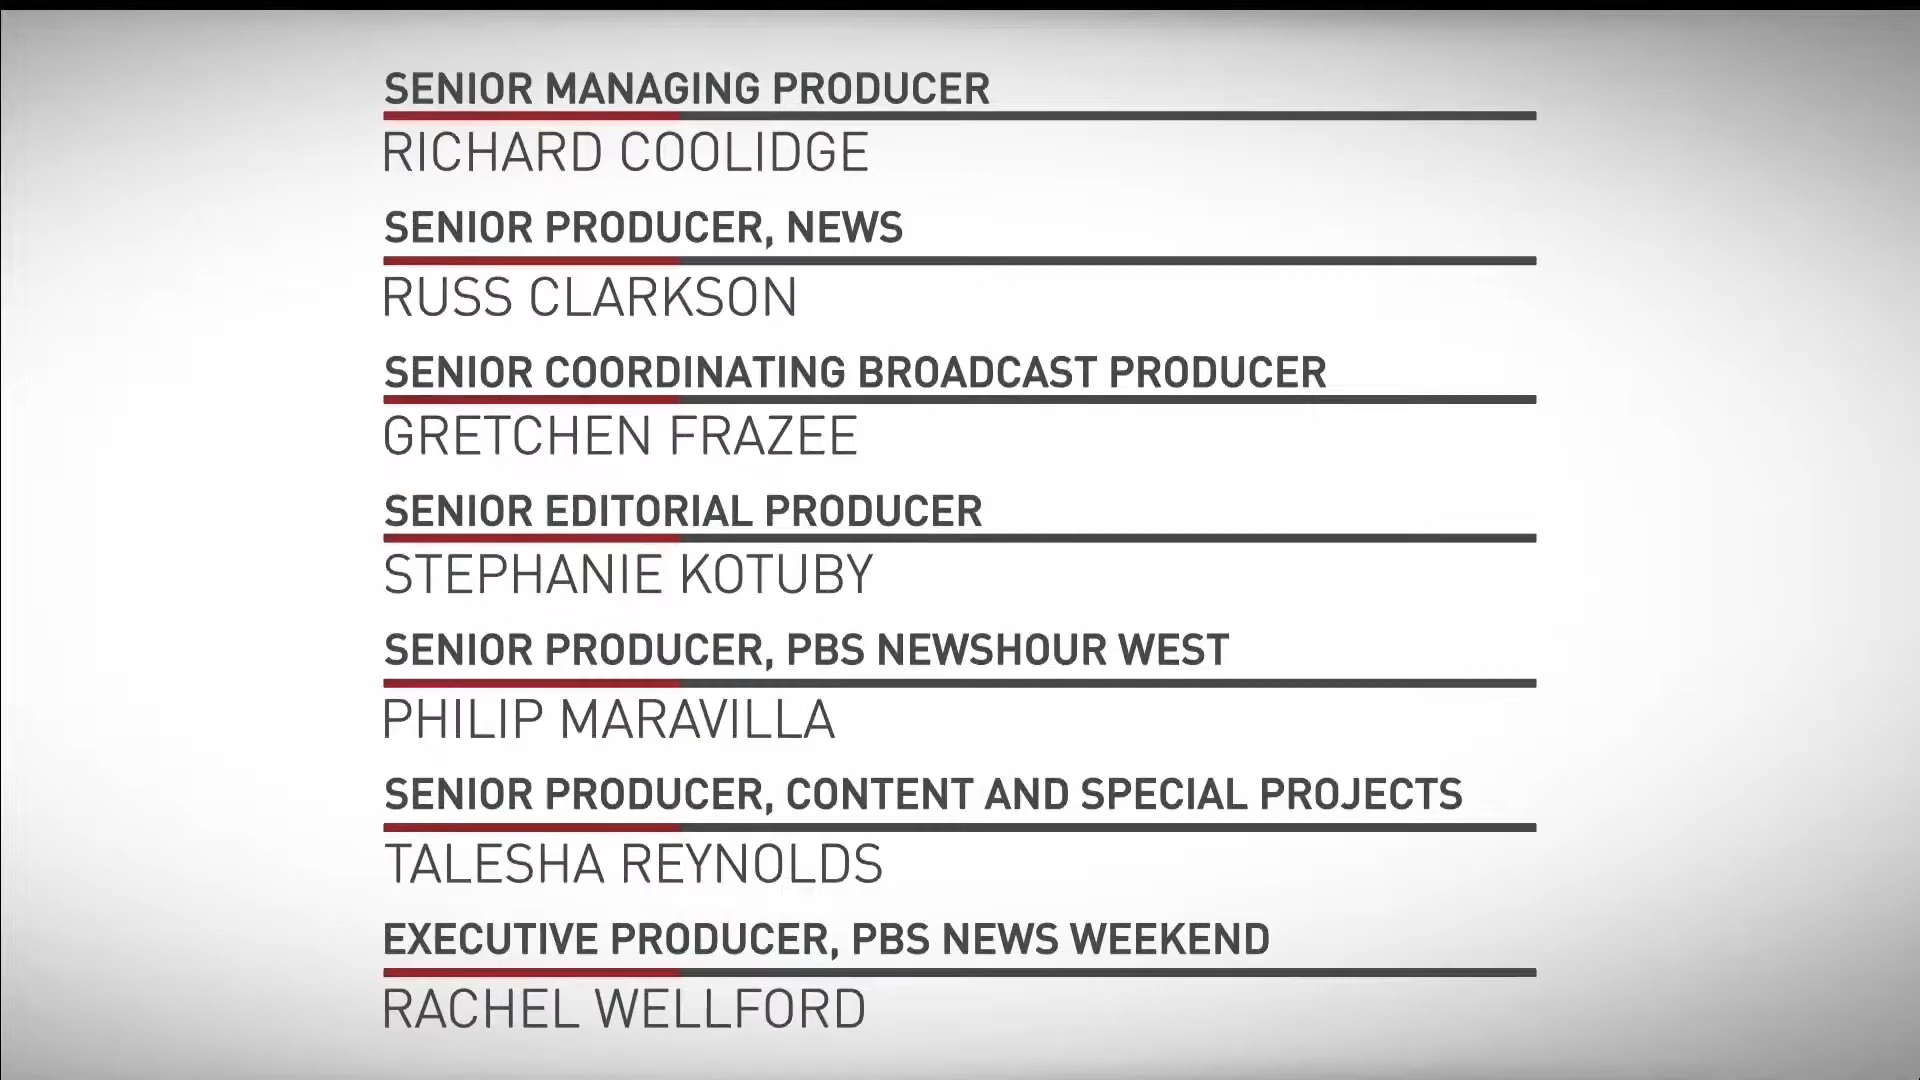 SENIOR MANAGING PRODUCER
RICHARD COOLIDGE
SENIOR PRODUCER, NEWS
RUSS CLARKSON
SENIOR COORDINATING BROADCAST PRODUCER
GRETCHEN FRAZEE
SENIOR EDITORIAL PRODUCER
STEPHANIE KOTUBY
SENIOR PRODUCER, PBS NEWSHOUR WEST
PHILIP MARAVILLA
SENIOR PRODUCER, CONTENT AND SPECIAL PROJECTS
TALESHA REYNOLDS
EXECUTIVE PRODUCER, PBS NEWS WEEKEND
RACHEL WELLFORD